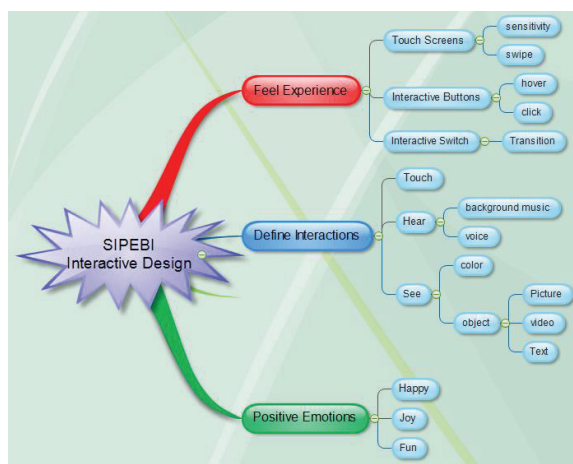 SIPEBI
Interactive Design
Feel Experience
Touch Screens
sensitivity
swipe
Interactive Buttons
hover
click
Interactive Switch
Transition
Define Interactions
Touch
Hear
background music
voice
See
color
object
Picture
video
Text
Positive Emotions
Happy
Joy
Fun